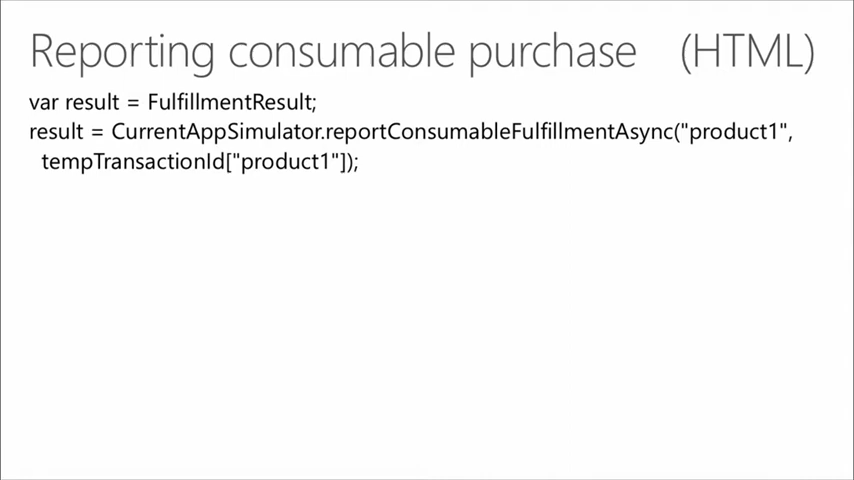 Reporting consumable purchase (HTML)
var result = FulfillmentResult;
result = CurrentAppSimulator.reportConsumableFulfillmentAsync("product1",
tempTransactionId["product1"]);